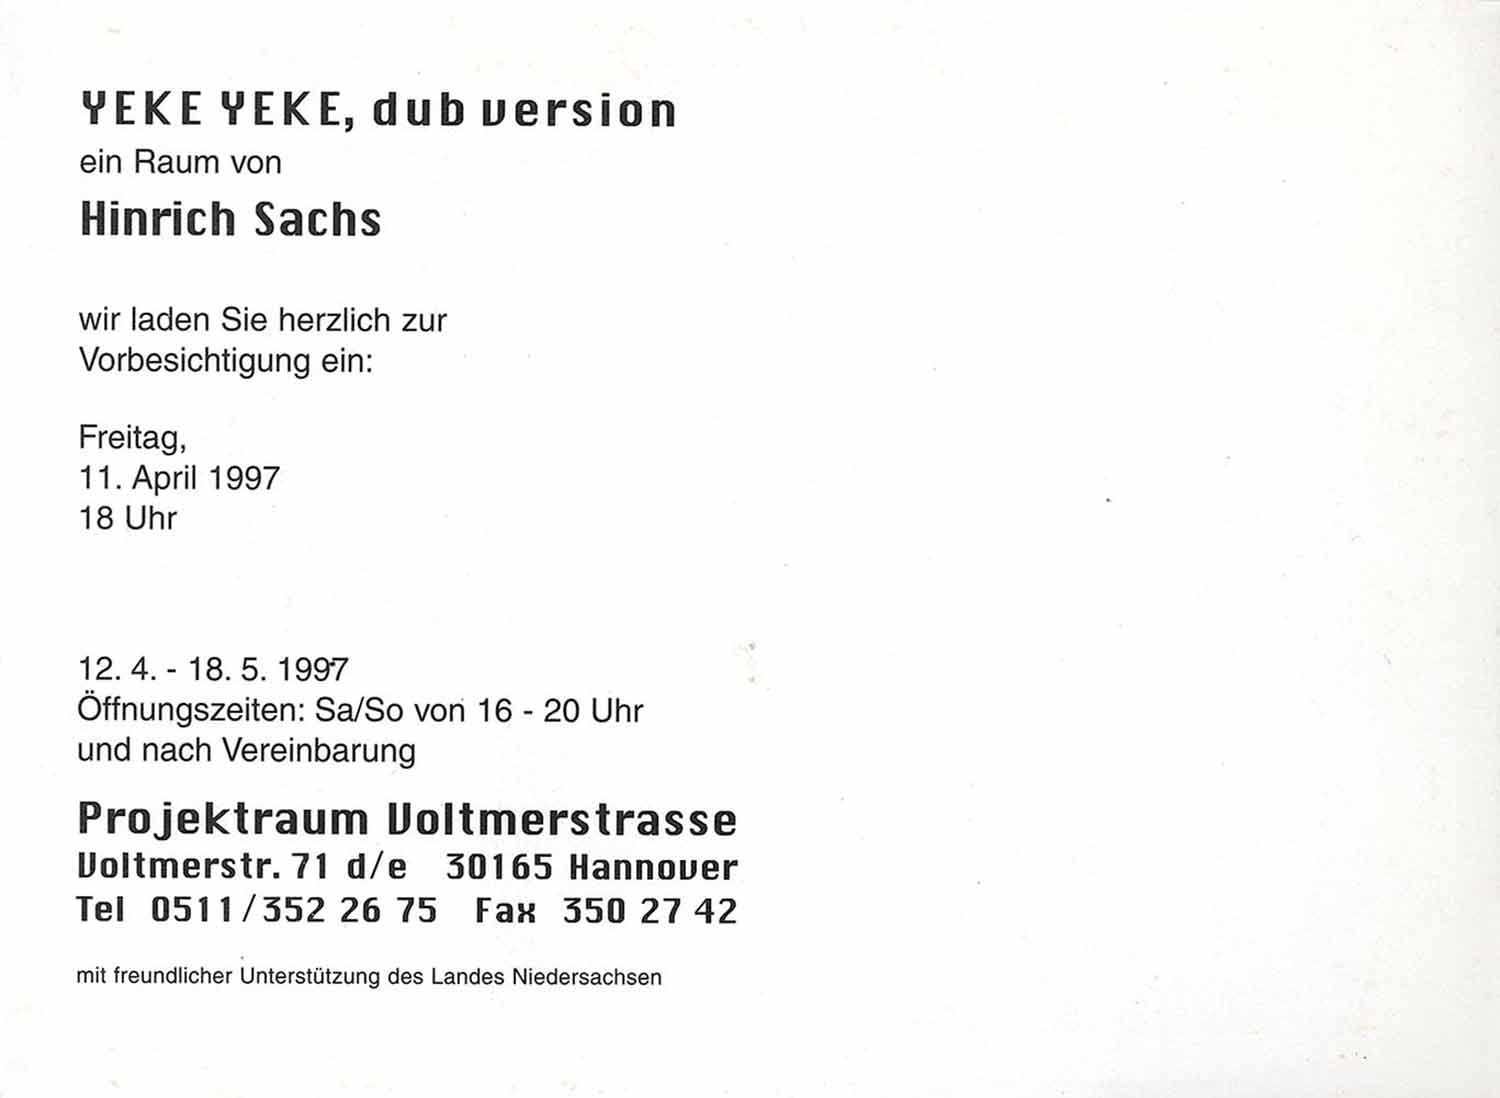 YEKE YEKE, dub version
ein Raum von
Hinrich Sachs
wir laden Sie herzlich zur
Vorbesichtigung ein:
Freitag,
11. April 1997
18 Uhr
12. 4. - 18. 5. 1997
Öffnungszeiten: Sa/So von 16 - 20 Uhr
und nach Vereinbarung
Projektraum Voltmerstrasse
Voltmerstr. 71 d/e 30165 Hannover
Tel 0511/352 26 75 Fax 350 27 42
mit freundlicher Unterstützung des Landes Niedersachsen